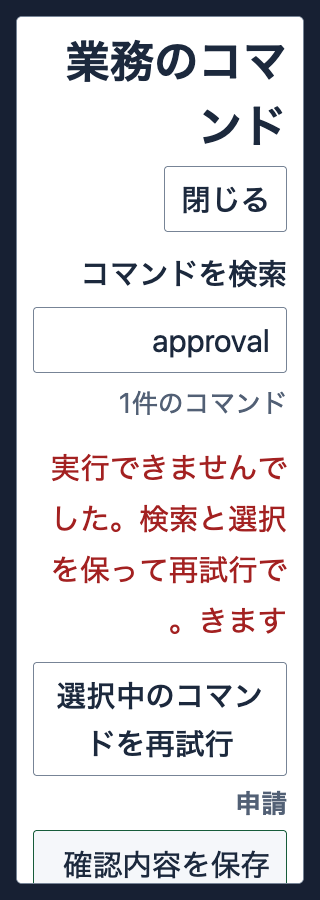 業務のコマ
ンド
閉じる
コマンドを検索
approval
1件のコマンド
実行できませんで
した。検索と選択
を保って再試行で
きます。
選択中のコマン
ドを再試行
申請
確認内容を保存